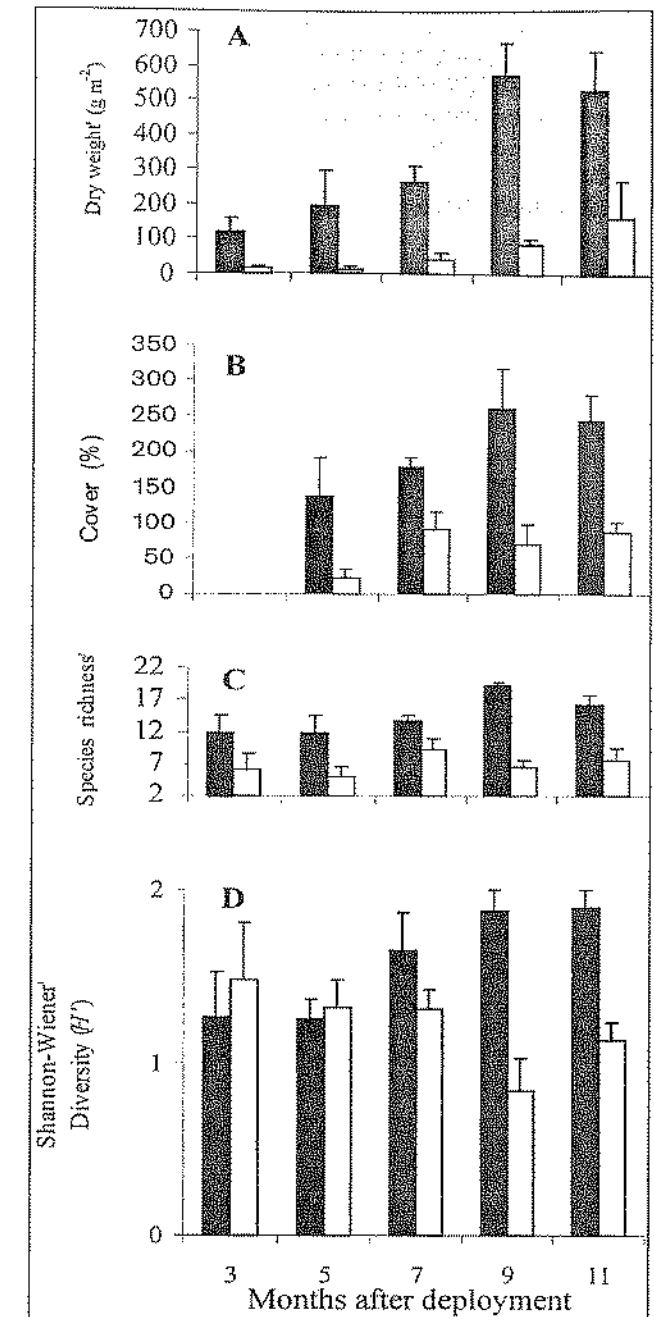 A
Dry weight (g m-2)
700
600
500
400
300
200
100
0
B
Cover (%)
350
300
250
200
150
100
50
0
C
Species richness
22
17
12
7
2
D
Shannon-Wiener
Diversity (H')
2
1
0
3 5 7 9 11
Months after deployment